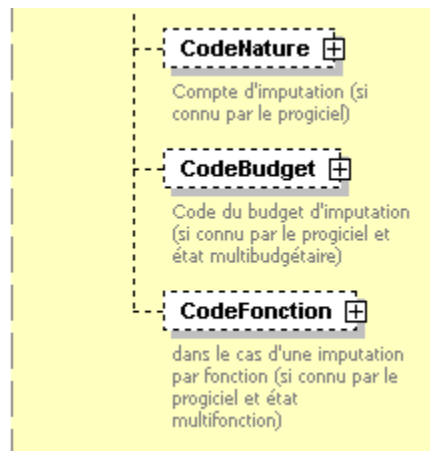 CodeNature
Compte d'imputation (si
connu par le progiciel)
CodeBudget
Code du budget d'imputation
(si connu par le progiciel et
état multibudgétaire)
CodeFonction
dans le cas d'une imputation
par fonction (si connu par le
progiciel et état
multifonction)